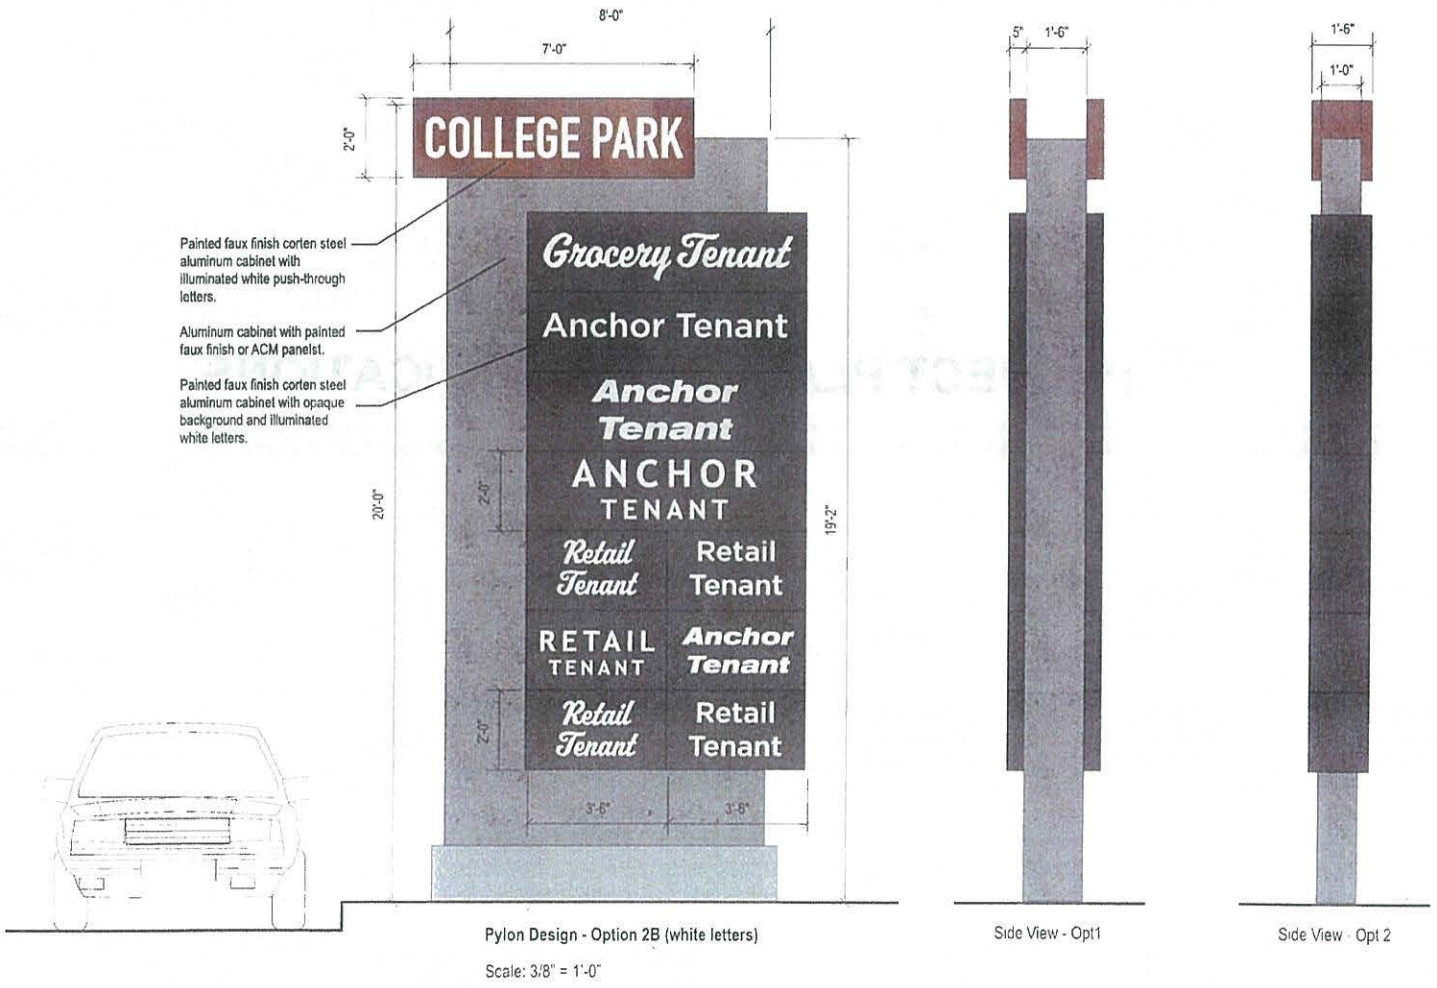 8'-0"
7'-0"
5"
1'-6"
1'-6"
1'-0"
2'-0"
COLLEGE PARK
Painted faux finish corten steel
aluminum cabinet with
illuminated white push-through
letters.
Aluminum cabinet with painted
faux finish or ACM panelst.
Painted faux finish corten steel
aluminum cabinet with opaque
background and illuminated
white letters.
Grocery Tenant
Anchor Tenant
Anchor
Tenant
ANCHOR
TENANT
2'-0"
20'-0"
19'-2"
Retail
Tenant
Retail
Tenant
RETAIL
TENANT
Anchor
Tenant
Retail
Tenant
Retail
Tenant
2'-0"
3'-6"
3'-6"
Pylon Design - Option 2B (white letters)
Scale: 3/8" = 1'-0"
Side View - Opt1
Side View - Opt 2